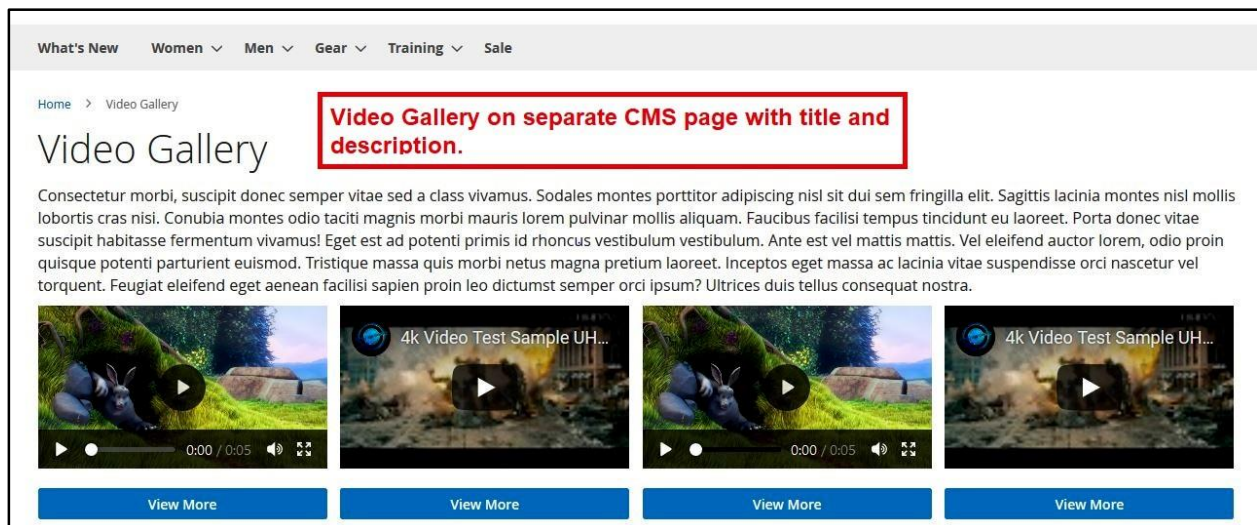 What's New Women Men Gear Training Sale
Home > Video Gallery
Video Gallery on separate CMS page with title and
description.
Video Gallery
Consectetur morbi, suscipit donec semper vitae sed a class vivamus. Sodales montes porttitor adipiscing nisl sit dui sem fringilla elit. Sagittis lacinia montes nisl mollis
lobortis cras nisi. Conubia montes odio taciti magnis morbi mauris lorem pulvinar mollis aliquam. Faucibus facilisi tempus tincidunt eu laoreet. Porta donec vitae
suscipit habitasse fermentum vivamus! Eget est ad potenti primis id rhoncus vestibulum vestibulum. Ante est vel mattis mattis. Vel eleifend auctor lorem, odio proin
quisque potenti parturient euismod. Tristique massa quis morbi netus magna pretium laoreet. Inceptos eget massa ac lacinia vitae suspendisse orci nascetur vel
torquent. Feugiat eleifend eget aenean facilisi sapien proin leo dictumst semper orci ipsum? Ultrices duis tellus consequat nostra.
4k Video Test Sample UH... 4k Video Test Sample UH...
0:00 / 0:05 0:00 / 0:05
View More View More View More View More